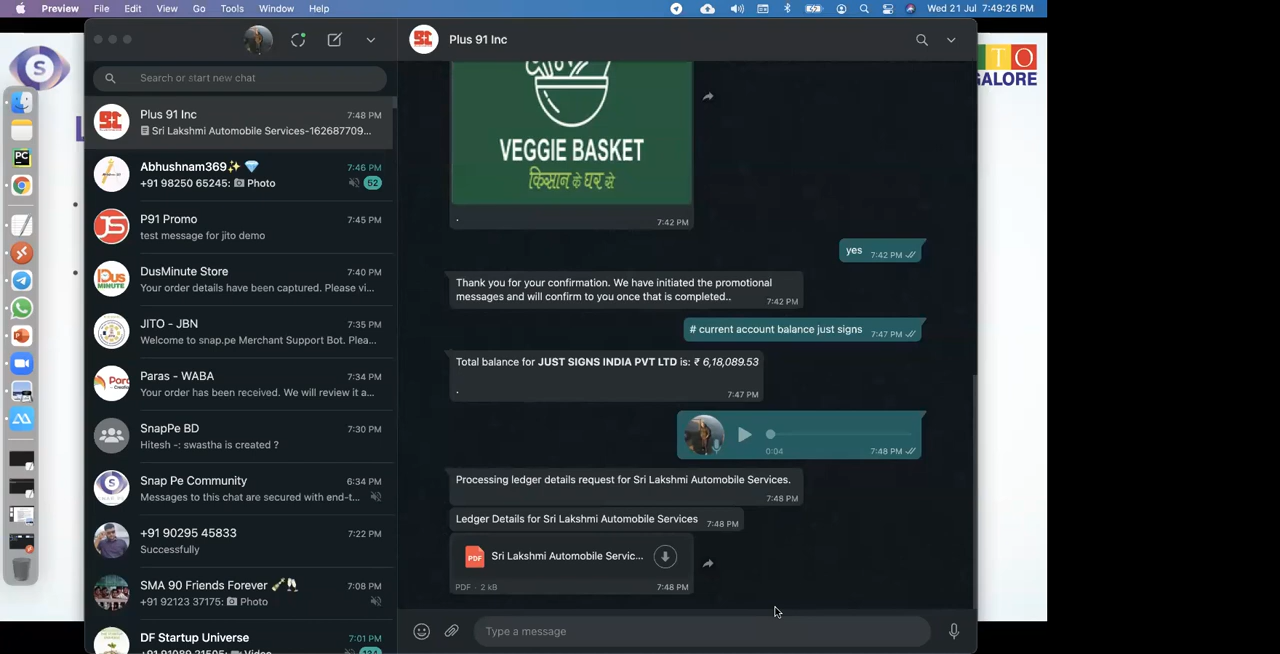 Preview File Edit View Go Tools Window Help
Wed 21 Jul 7:49:26 PM
S
TO
GALORE
Search or start new chat
Plus 91 Inc 7:48 PM
Sri Lakshmi Automobile Services-162687709...
Abhushnam369✨ 💎 7:46 PM
+91 98250 65245: Photo 52
P91 Promo 7:45 PM
test message for jito demo
DusMinute Store 7:40 PM
Your order details have been captured. Please vi...
JITO - JBN 7:35 PM
Welcome to snap.pe Merchant Support Bot. Plea...
Paras - WABA 7:34 PM
Your order has been received. We will review it a...
SnapPe BD 7:30 PM
Hitesh -: swastha is created ?
Snap Pe Community 6:34 PM
Messages to this chat are secured with end-t...
+91 90295 45833 7:22 PM
Successfully
SMA 90 Friends Forever 7:08 PM
+91 92123 37175: Photo
DF Startup Universe 7:01 PM
Plus 91 Inc
VEGGIE BASKET
किसान के घर से
. 7:42 PM
yes 7:42 PM
Thank you for your confirmation. We have initiated the promotional
messages and will confirm to you once that is completed.. 7:42 PM
# current account balance just signs 7:47 PM
Total balance for JUST SIGNS INDIA PVT LTD is: ₹ 6,18,089.53
. 7:47 PM
0:04 7:48 PM
Processing ledger details request for Sri Lakshmi Automobile Services.
7:48 PM
Ledger Details for Sri Lakshmi Automobile Services 7:48 PM
PDF Sri Lakshmi Automobile Servic...
PDF · 2 kB 7:48 PM
Type a message